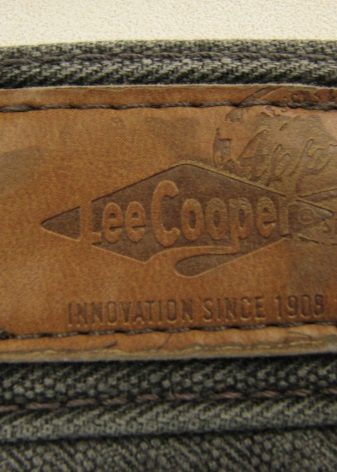 Lee Cooper
INNOVATION SINCE 1908